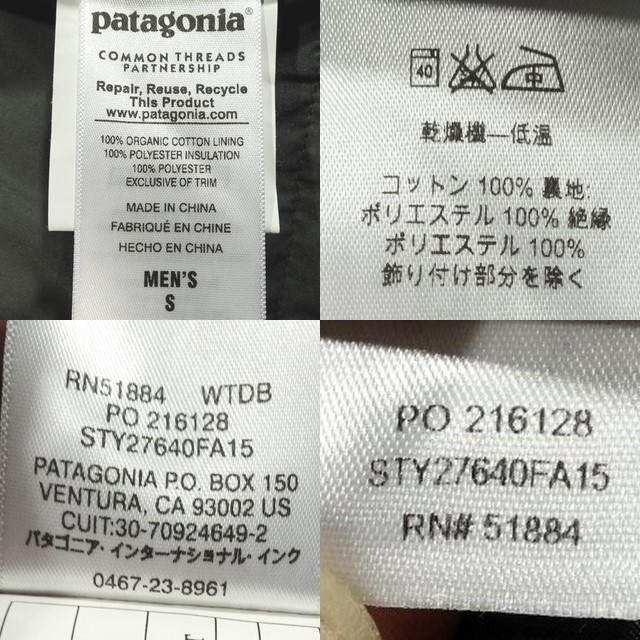 patagonia®
COMMON THREADS
PARTNERSHIP
Repair, Reuse, Recycle
This Product
www.patagonia.com
100% ORGANIC COTTON LINING
100% POLYESTER INSULATION
100% POLYESTER
EXCLUSIVE OF TRIM
MADE IN CHINA
FABRIQUÉ EN CHINE
HECHO EN CHINA
MEN'S
S
40 中
乾燥機—低温
コットン 100% 裏地:
ポリエステル 100% 絶縁
ポリエステル 100%
飾り付け部分を除く
RN51884 WTDB
PO 216128
STY27640FA15
PATAGONIA P.O. BOX 150
VENTURA, CA 93002 US
CUIT:30-70924649-2
パタゴニア・インターナショナル・インク
0467-23-8961
PO 216128
STY27640FA15
RN# 51884